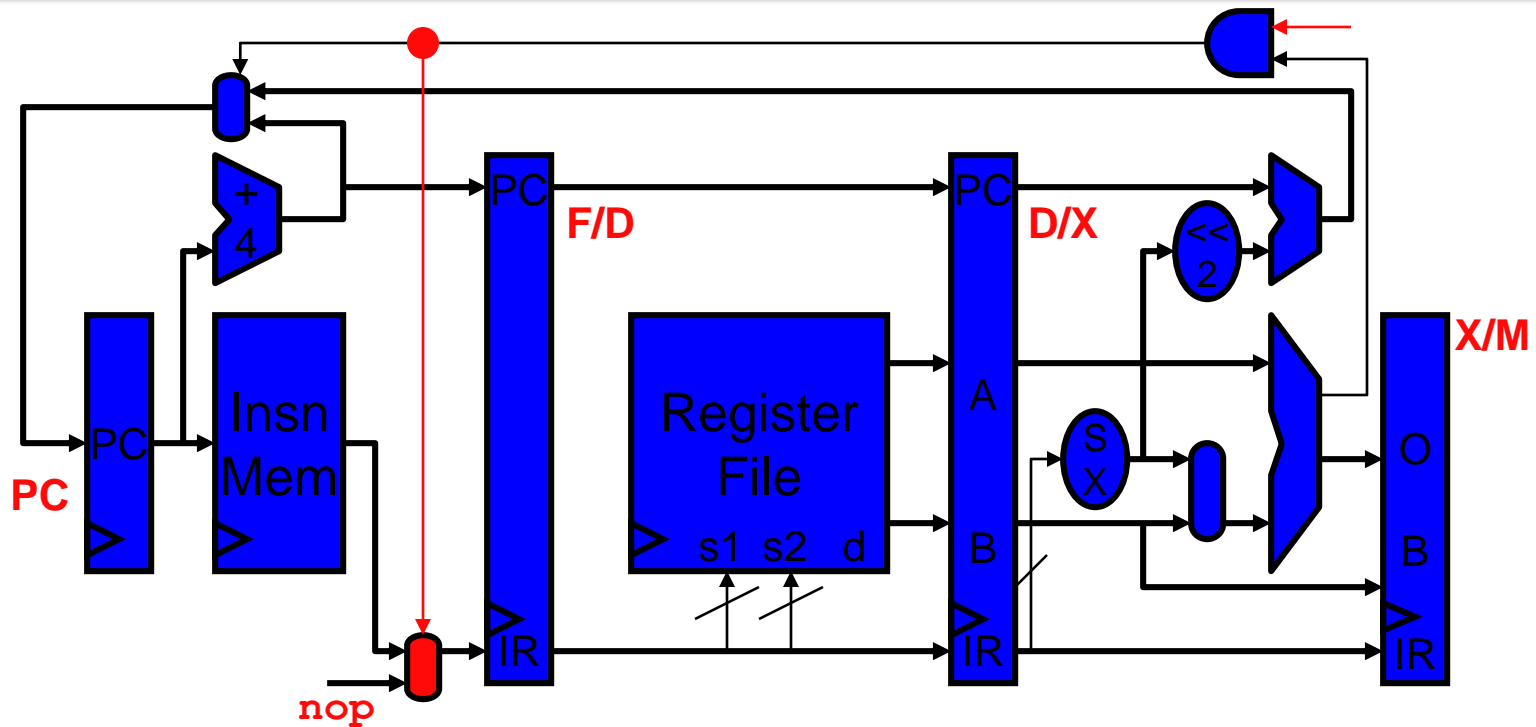 +
4
PC
PC
Insn
Mem
nop
PC
IR
F/D
Register
File
s1 s2 d
PC
A
B
IR
D/X
<<
2
S
X
O
B
IR
X/M